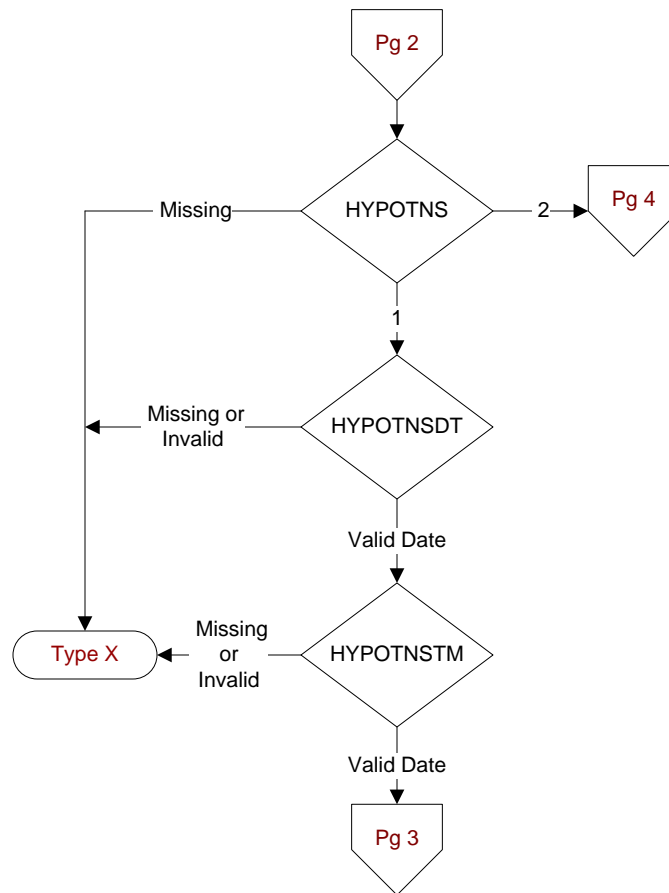 Pg 2
Missing
HYPOTNS
2
Pg 4
1
Missing or
Invalid
HYPOTNSDT
Valid Date
Type X
Missing
or
Invalid
HYPOTNSTM
Valid Date
Pg 3